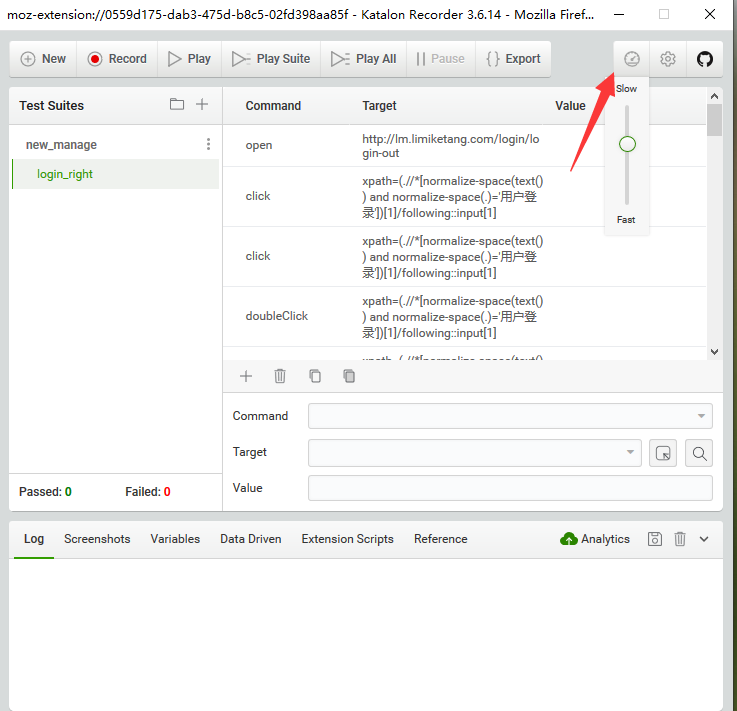 moz-extension://0559d175-dab3-475d-b8c5-02fd398aa85f - Katalon Recorder 3.6.14 - Mozilla Firef...
New Record Play Play Suite Play All Pause Export
Slow
Fast
Test Suites
new_manage
login_right
Passed: 0 Failed: 0
Command Target Value
open http://lm.limiketang.com/login/lo
gin-out
click xpath=(.//*[normalize-space(text()
) and normalize-space(.)='用户登
录'])[1]/following::input[1]
click xpath=(.//*[normalize-space(text()
) and normalize-space(.)='用户登
录'])[1]/following::input[1]
doubleClick xpath=(.//*[normalize-space(text()
) and normalize-space(.)='用户登
录'])[1]/following::input[1]
xpath=(.//*[normalize-space(text()
Command
Target
Value
Log Screenshots Variables Data Driven Extension Scripts Reference Analytics